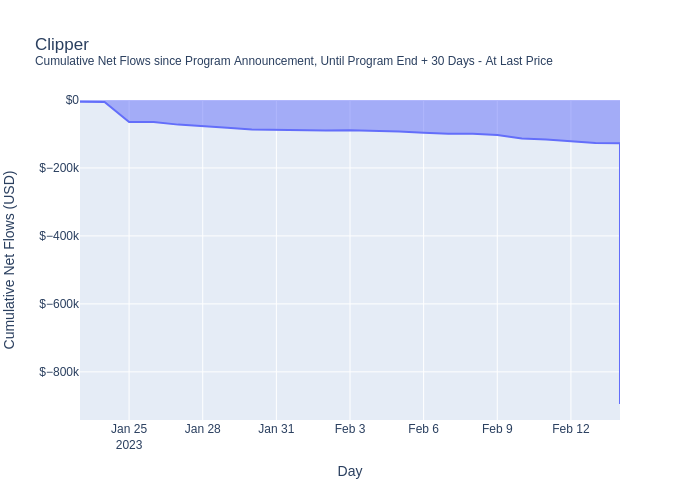 Clipper
Cumulative Net Flows since Program Announcement, Until Program End + 30 Days - At Last Price
Cumulative Net Flows (USD)
$0
$−200k
$−400k
$−600k
$−800k
Jan 25
2023
Jan 28
Jan 31
Feb 3
Feb 6
Feb 9
Feb 12
Day